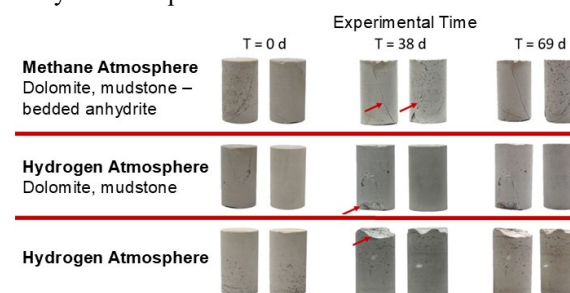 Experimental Time
T = 0 d T = 38 d T = 69 d
Methane Atmosphere
Dolomite, mudstone –
bedded anhydrite
Hydrogen Atmosphere
Dolomite, mudstone
Hydrogen Atmosphere